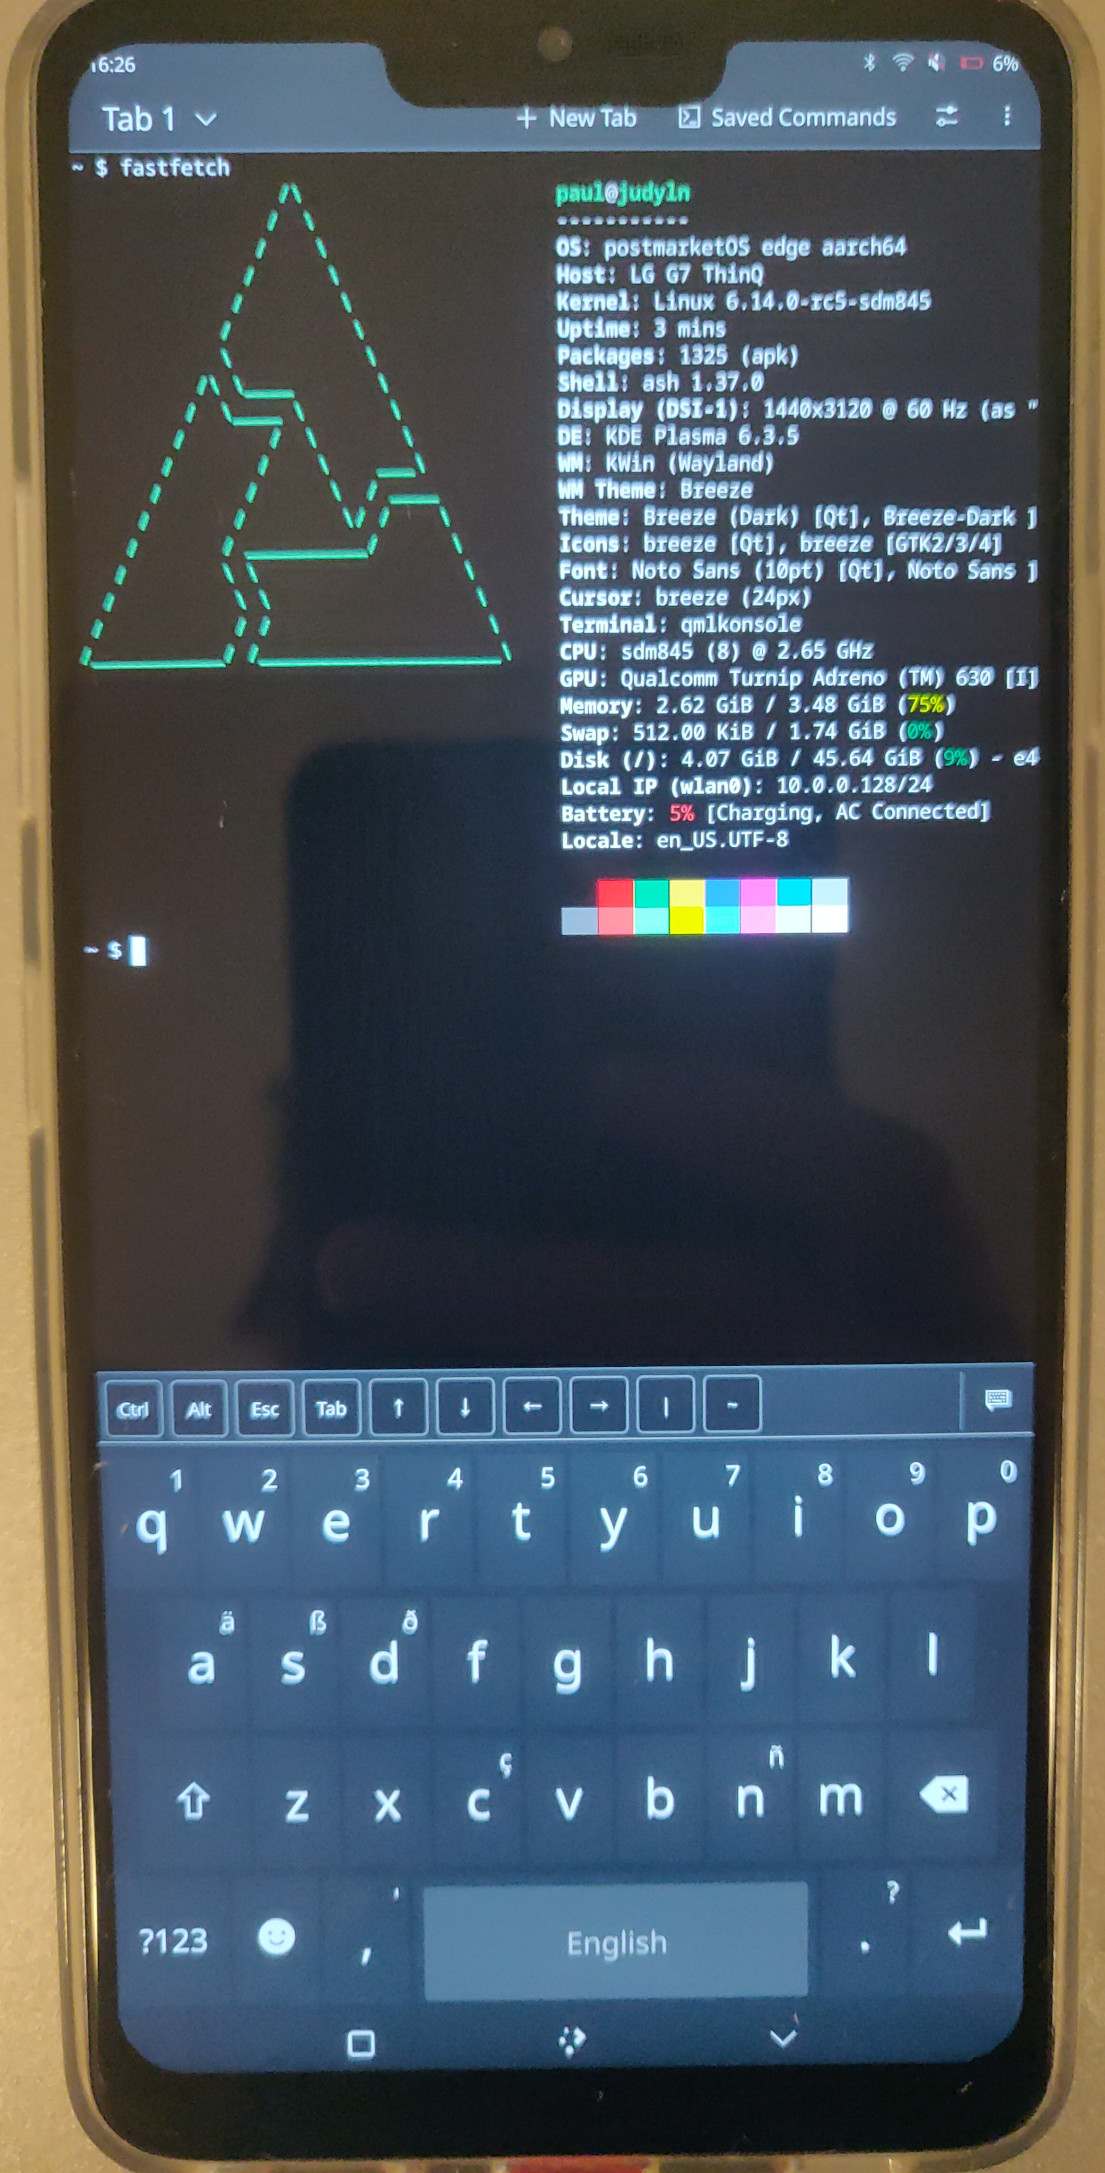 16:26
6%
Tab 1
+ New Tab
Saved Commands
~ $ fastfetch
paul@judyln
-----------
OS: postmarketOS edge aarch64
Host: LG G7 ThinQ
Kernel: Linux 6.14.0-rc5-sdm845
Uptime: 3 mins
Packages: 1325 (apk)
Shell: ash 1.37.0
Display (DSI-1): 1440x3120 @ 60 Hz (as "
DE: KDE Plasma 6.3.5
WM: KWin (Wayland)
WM Theme: Breeze
Theme: Breeze (Dark) [Qt], Breeze-Dark ]
Icons: breeze [Qt], breeze [GTK2/3/4]
Font: Noto Sans (10pt) [Qt], Noto Sans ]
Cursor: breeze (24px)
Terminal: qmlkonsole
CPU: sdm845 (8) @ 2.65 GHz
GPU: Qualcomm Turnip Adreno (TM) 630 [I]
Memory: 2.62 GiB / 3.48 GiB (75%)
Swap: 512.00 KiB / 1.74 GiB (0%)
Disk (/): 4.07 GiB / 45.64 GiB (9%) - e4
Local IP (wlan0): 10.0.0.128/24
Battery: 5% [Charging, AC Connected]
Locale: en_US.UTF-8
~ $
Ctrl Alt Esc Tab ↑ ↓ ← → | ~
1 2 3 4 5 6 7 8 9 0
q w e r t y u i o p
ä ß ð
a s d f g h j k l
ç ñ
z x c v b n m
' ?
?123 , English .